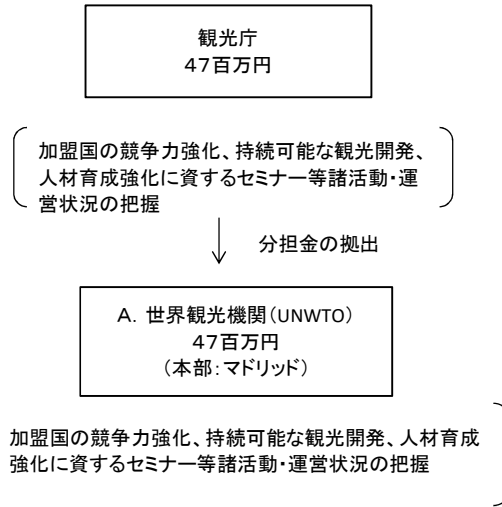 観光庁
47百万円
加盟国の競争力強化、持続可能な観光開発、
人材育成強化に資するセミナー等諸活動・運
営状況の把握
分担金の拠出
A．世界観光機関（UNWTO）
47百万円
（本部：マドリッド）
加盟国の競争力強化、持続可能な観光開発、人材育成
強化に資するセミナー等諸活動・運営状況の把握